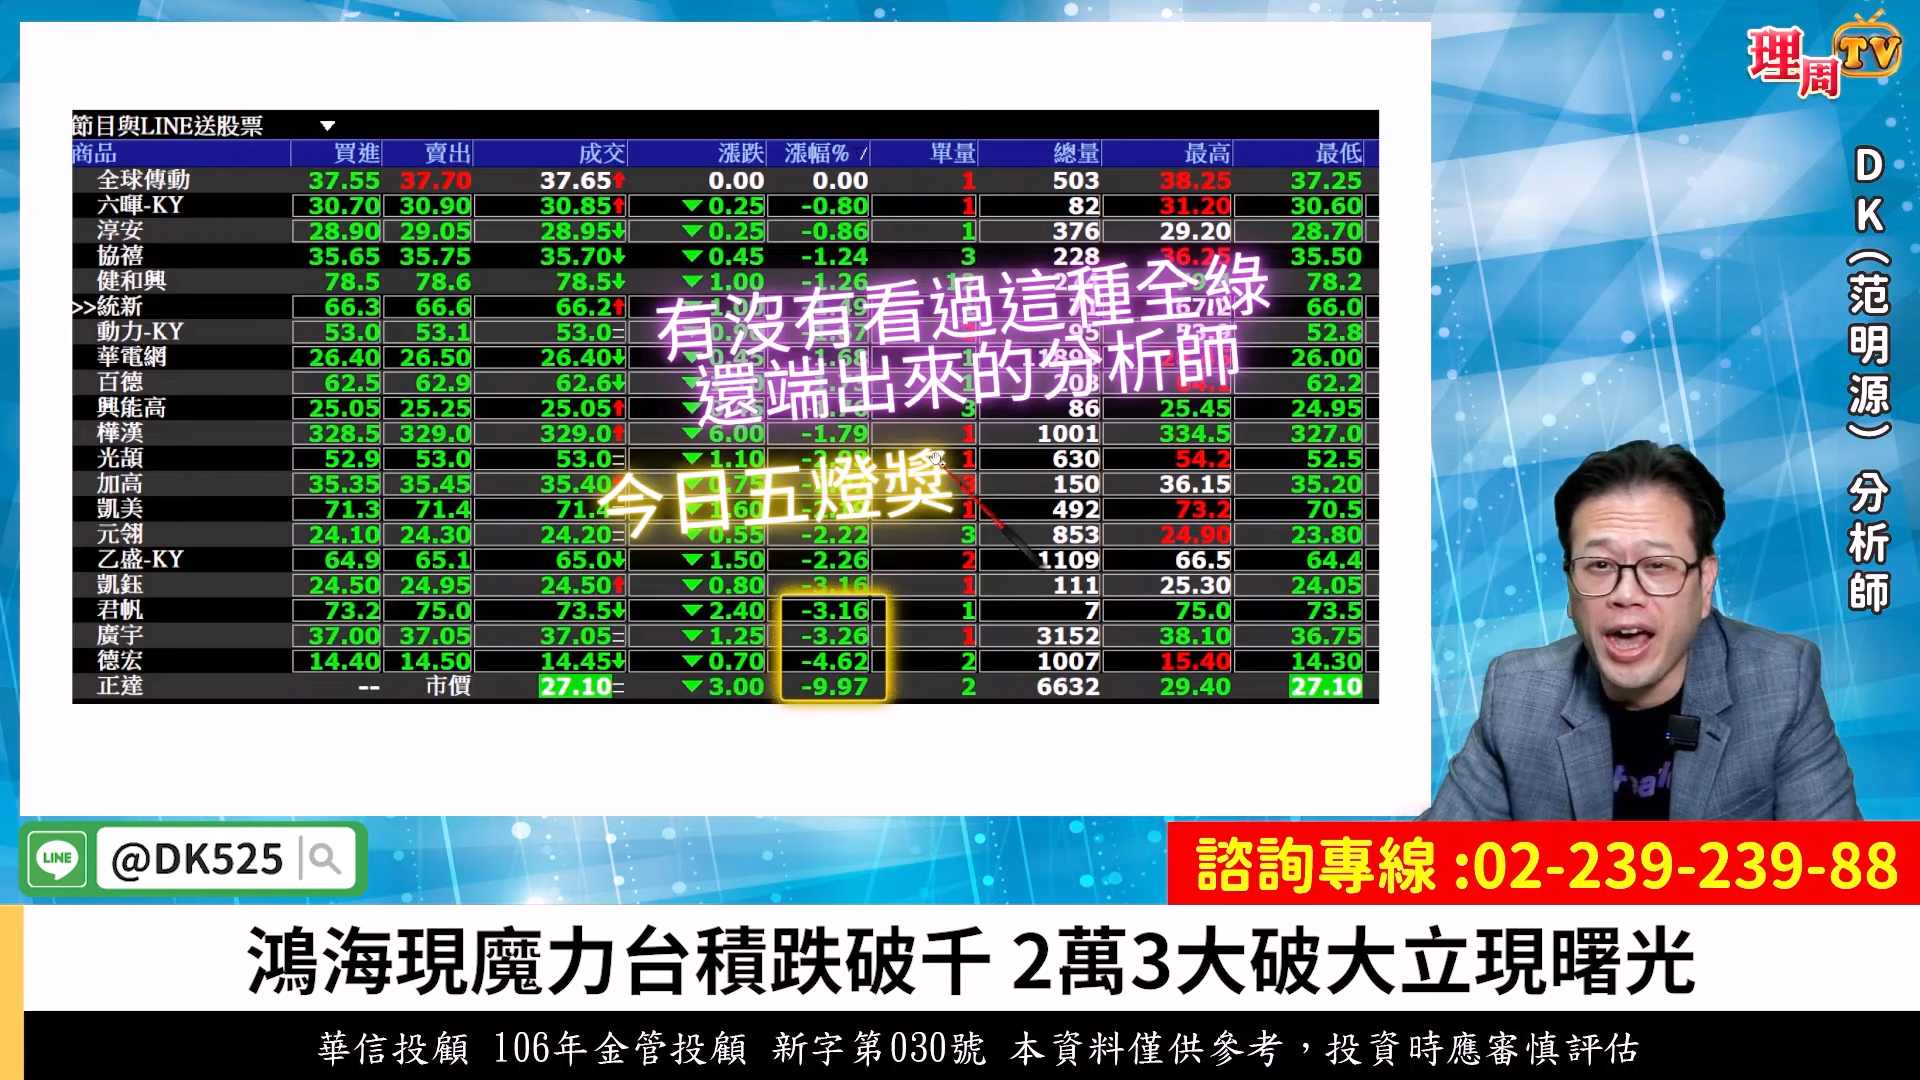 理周TV
節目與LINE送股票
商品 買進 賣出 成交 漲跌 漲幅% 單量 總量 最高 最低
全球傳動 37.55 37.70 37.65 0.00 0.00 1 503 38.25 37.25
六暉-KY 30.70 30.90 30.85 ▼0.25 -0.80 1 82 31.20 30.60
淳安 28.90 29.05 28.95 ▼0.25 -0.86 1 376 29.20 28.70
協禧 35.65 35.75 35.70 ▼0.45 -1.24 3 228 36.25 35.50
健和興 78.5 78.6 78.5 ▼1.00 -1.26 78.2
>>統新 66.3 66.6 66.2 67.2 66.0
動力-KY 53.0 53.1 53.0 52.8
華電網 26.40 26.50 26.40 26.00
百德 62.5 62.9 62.6 62.2
興能高 25.05 25.25 25.05 3 86 25.45 24.95
樺漢 328.5 329.0 329.0 ▼6.00 -1.79 1 1001 334.5 327.0
光頡 52.9 53.0 53.0 ▼1.10 1 630 54.2 52.5
加高 35.35 35.45 35.40 3 150 36.15 35.20
凱美 71.3 71.4 71.4 1 492 73.2 70.5
元翎 24.10 24.30 24.20 ▼0.55 -2.22 3 853 24.90 23.80
乙盛-KY 64.9 65.1 65.0 ▼1.50 -2.26 2 1109 66.5 64.4
凱鈺 24.50 24.95 24.50 ▼0.80 -3.16 1 111 25.30 24.05
君帆 73.2 75.0 73.5 ▼2.40 -3.16 1 7 75.0 73.5
廣宇 37.00 37.05 37.05 ▼1.25 -3.26 1 3152 38.10 36.75
德宏 14.40 14.50 14.45 ▼0.70 -4.62 2 1007 15.40 14.30
正達 -- 市價 27.10 ▼3.00 -9.97 2 6632 29.40 27.10
有沒有看過這種全綠
還端出來的分析師
今日五燈獎
DK（范明源）分析師
LINE @DK525
諮詢專線:02-239-239-88
鴻海現魔力台積跌破千 2萬3大破大立現曙光
華信投顧 106年金管投顧 新字第030號 本資料僅供參考，投資時應審慎評估